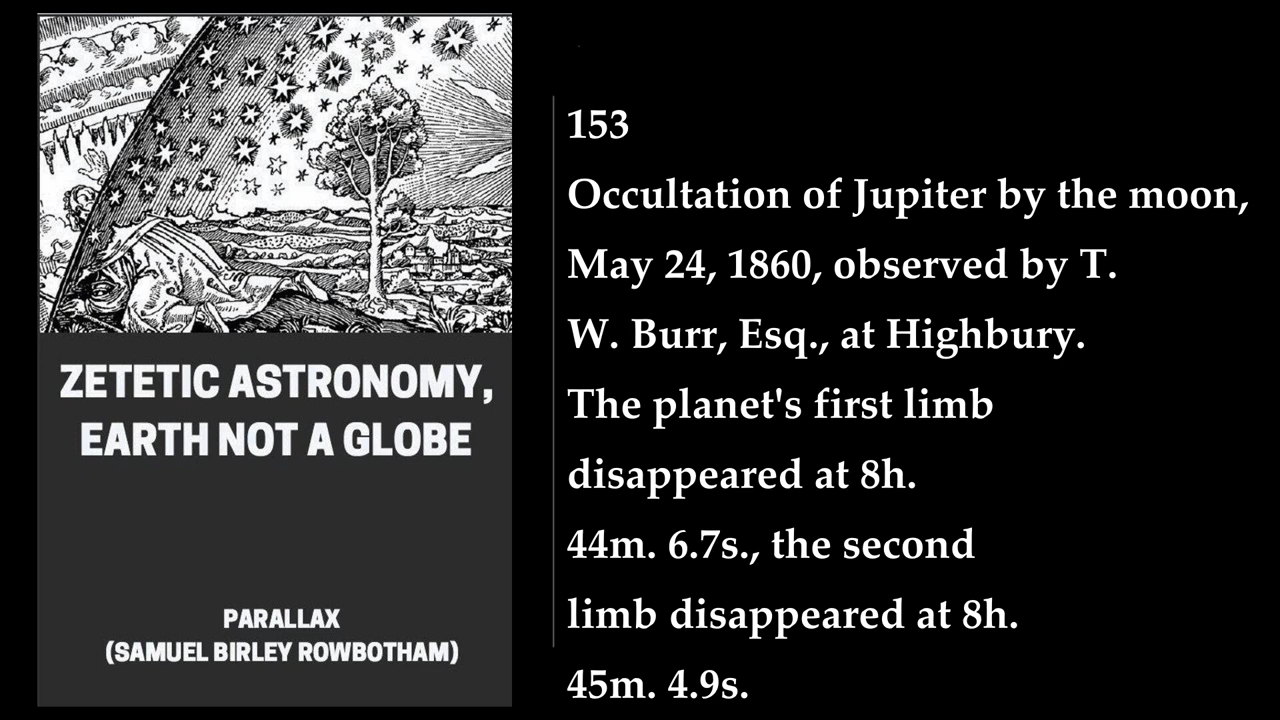 ZETETIC ASTRONOMY,
EARTH NOT A GLOBE
PARALLAX
(SAMUEL BIRLEY ROWBOTHAM)
153
Occultation of Jupiter by the moon,
May 24, 1860, observed by T.
W. Burr, Esq., at Highbury.
The planet's first limb
disappeared at 8h.
44m. 6.7s., the second
limb disappeared at 8h.
45m. 4.9s.